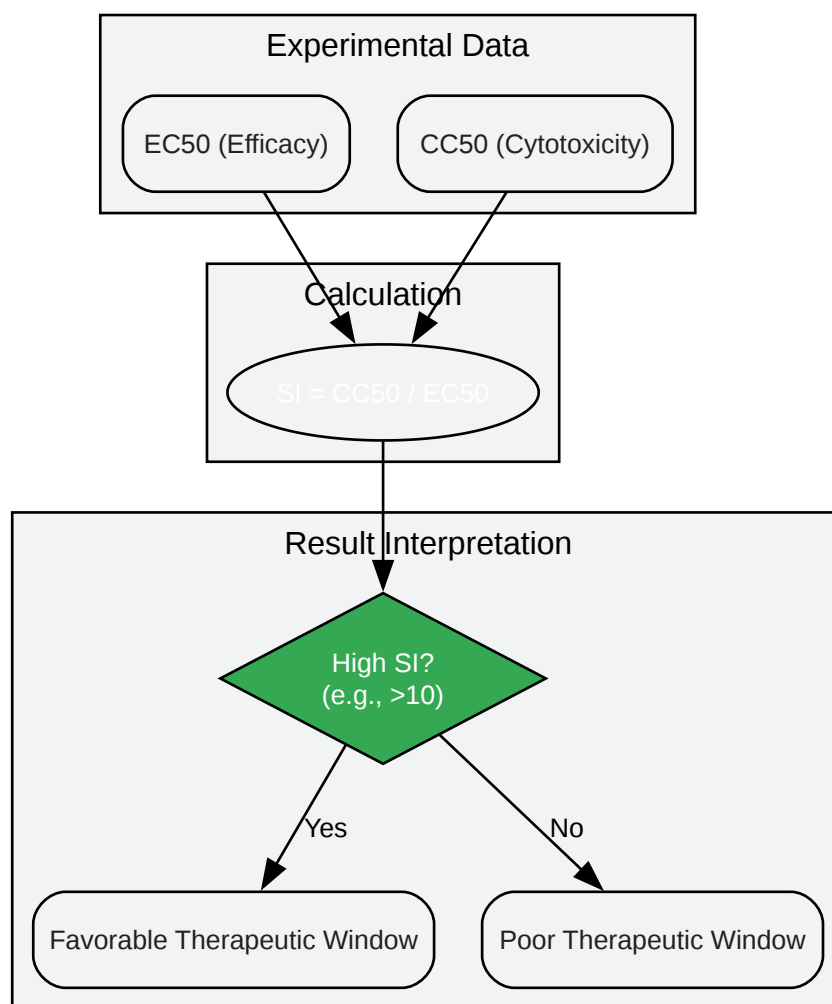 Experimental Data
EC50 (Efficacy)
CC50 (Cytotoxicity)
Calculation
SI = CC50 / EC50
Result Interpretation
High SI?
(e.g., >10)
Yes
No
Favorable Therapeutic Window
Poor Therapeutic Window